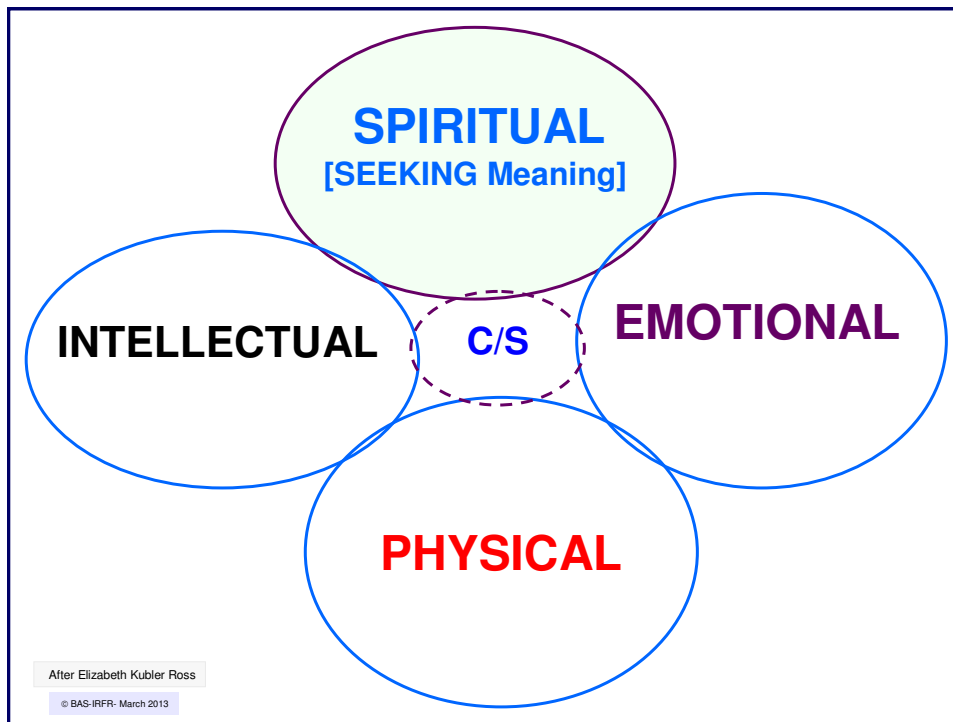 SPIRITUAL
[SEEKING Meaning]
INTELLECTUAL
C/S
EMOTIONAL
PHYSICAL
After Elizabeth Kubler Ross
© BAS-IRFR- March 2013